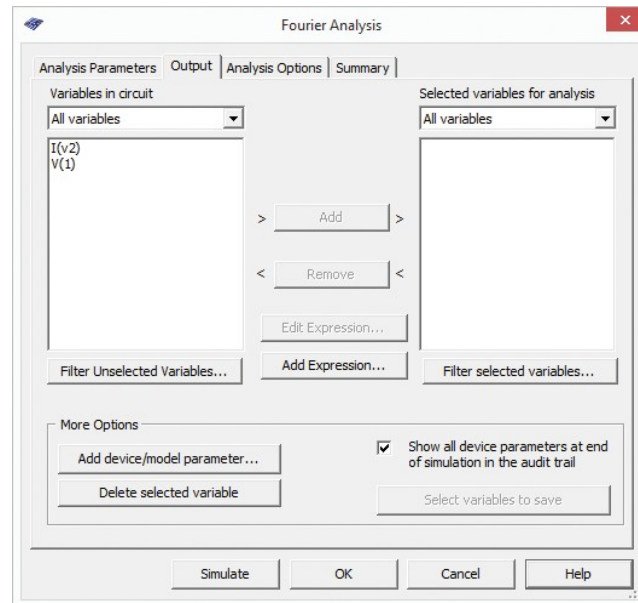 Fourier Analysis
×
Analysis Parameters
Output
Analysis Options
Summary
Variables in circuit
All variables
I(v2)
V(1)
Filter Unselected Variables...
> Add >
< Remove <
Edit Expression...
Add Expression...
Selected variables for analysis
All variables
Filter selected variables...
More Options
Add device/model parameter...
Delete selected variable
Show all device parameters at end
of simulation in the audit trail
Select variables to save
Simulate
OK
Cancel
Help